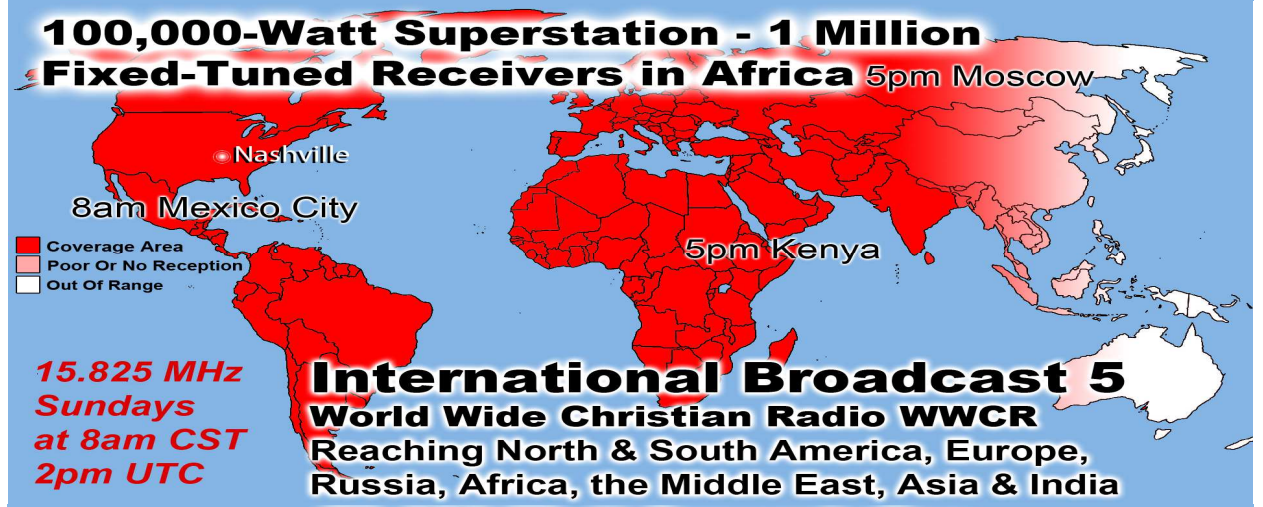 100,000-Watt Superstation - 1 Million
Fixed-Tuned Receivers in Africa 5pm Moscow
Nashville
8am Mexico City
5pm Kenya
Coverage Area
Poor Or No Reception
Out Of Range
15.825 MHz
Sundays
at 8am CST
2pm UTC
International Broadcast 5
World Wide Christian Radio WWCR
Reaching North & South America, Europe,
Russia, Africa, the Middle East, Asia & India